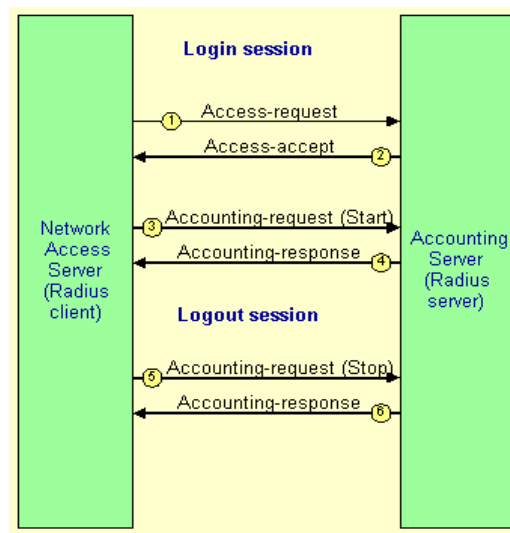 Login session
1
Access-request
Access-accept
2
3
Accounting-request (Start)
Accounting-response
4
Network
Access
Server
(Radius
client)
Accounting
Server
(Radius
server)
Logout session
5
Accounting-request (Stop)
Accounting-response
6